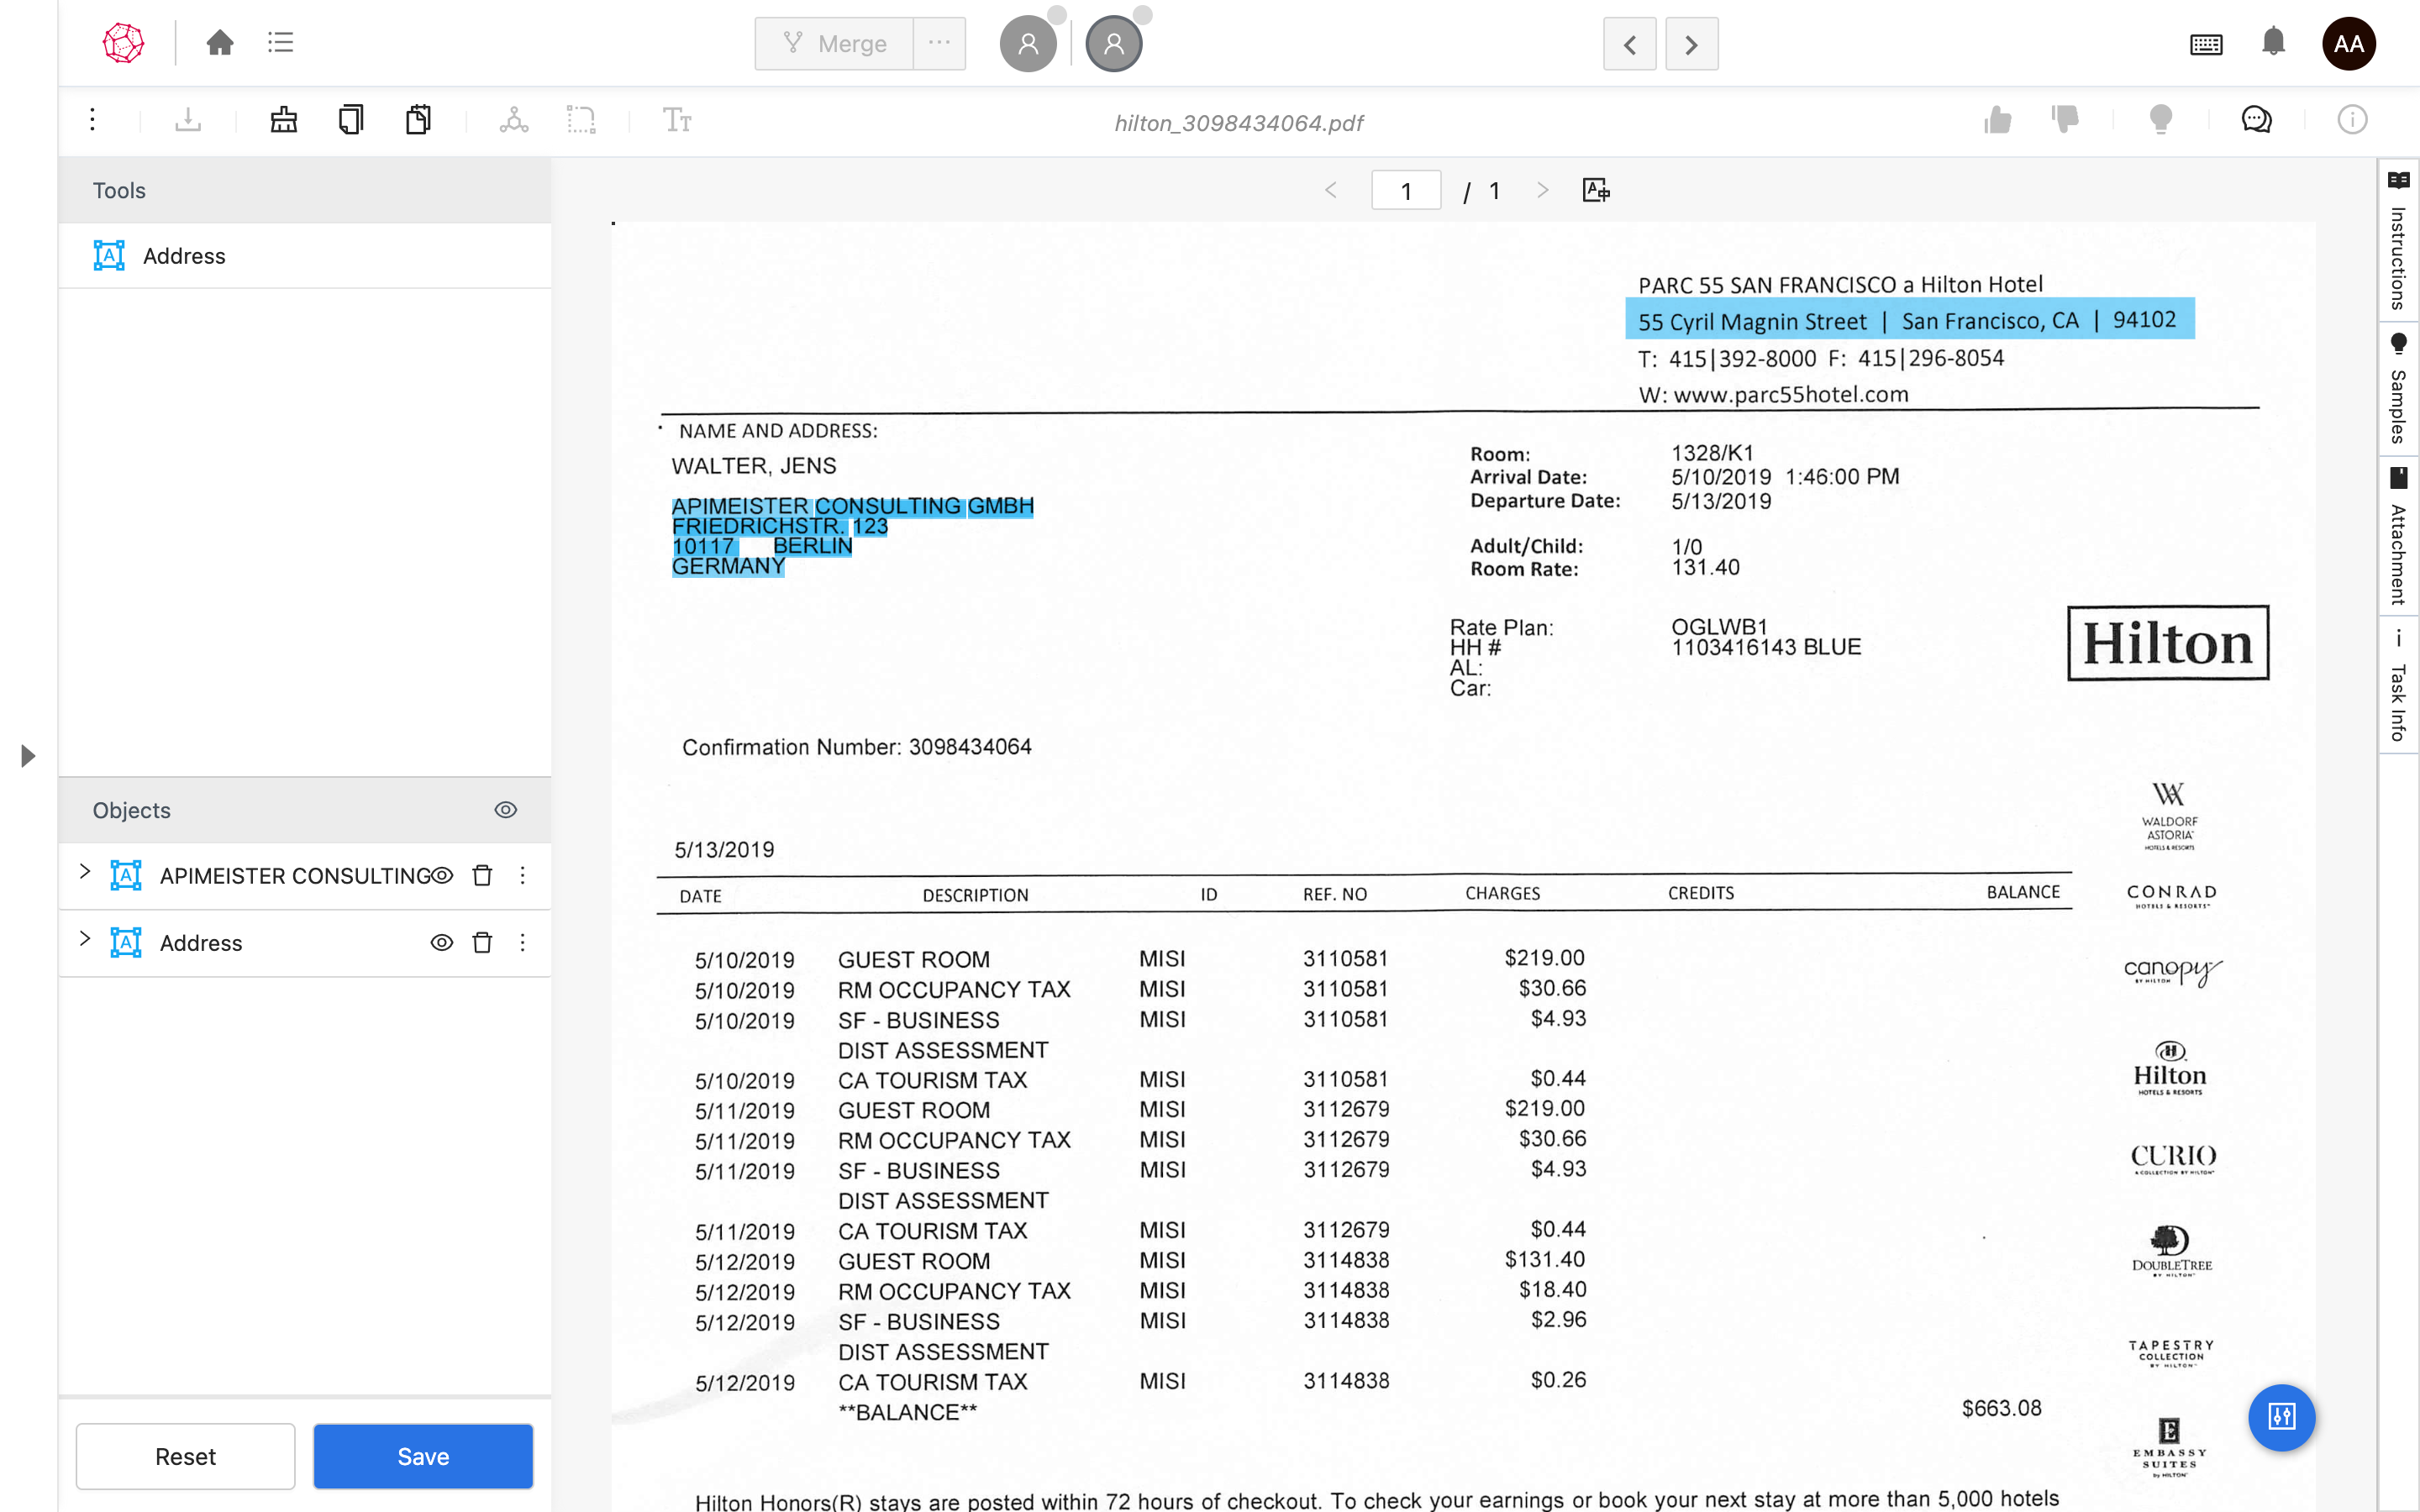 Merge
AA
Tт
hilton_3098434064.pdf
Tools
Address
1 / 1
Instructions
Samples
Attachment
Task Info
PARC 55 SAN FRANCISCO a Hilton Hotel
55 Cyril Magnin Street | San Francisco, CA | 94102
T: 415|392-8000 F: 415|296-8054
W: www.parc55hotel.com
NAME AND ADDRESS:
WALTER, JENS
APIMEISTER CONSULTING GMBH
FRIEDRICHSTR. 123
10117 BERLIN
GERMANY
Room: 1328/K1
Arrival Date: 5/10/2019 1:46:00 PM
Departure Date: 5/13/2019
Adult/Child: 1/0
Room Rate: 131.40
Rate Plan: OGLWB1
HH # 1103416143 BLUE
AL:
Car:
Hilton
Confirmation Number: 3098434064
5/13/2019
DATE DESCRIPTION ID REF. NO CHARGES CREDITS BALANCE
5/10/2019 GUEST ROOM MISI 3110581 $219.00
5/10/2019 RM OCCUPANCY TAX MISI 3110581 $30.66
5/10/2019 SF - BUSINESS MISI 3110581 $4.93
DIST ASSESSMENT
5/10/2019 CA TOURISM TAX MISI 3110581 $0.44
5/11/2019 GUEST ROOM MISI 3112679 $219.00
5/11/2019 RM OCCUPANCY TAX MISI 3112679 $30.66
5/11/2019 SF - BUSINESS MISI 3112679 $4.93
DIST ASSESSMENT
5/11/2019 CA TOURISM TAX MISI 3112679 $0.44
5/12/2019 GUEST ROOM MISI 3114838 $131.40
5/12/2019 RM OCCUPANCY TAX MISI 3114838 $18.40
5/12/2019 SF - BUSINESS MISI 3114838 $2.96
DIST ASSESSMENT
5/12/2019 CA TOURISM TAX MISI 3114838 $0.26
**BALANCE** $663.08
Hilton Honors(R) stays are posted within 72 hours of checkout. To check your earnings or book your next stay at more than 5,000 hotels
WALDORF
ASTORIA
HOTELS & RESORTS
CONRAD
HOTELS & RESORTS
canopy
BY HILTON
Hilton
HOTELS & RESORTS
CURIO
A COLLECTION BY HILTON
DOUBLETREE
BY HILTON
TAPESTRY
COLLECTION
BY HILTON
E
EMBASSY
SUITES
by HILTON
Objects
APIMEISTER CONSULTING
Address
Reset
Save